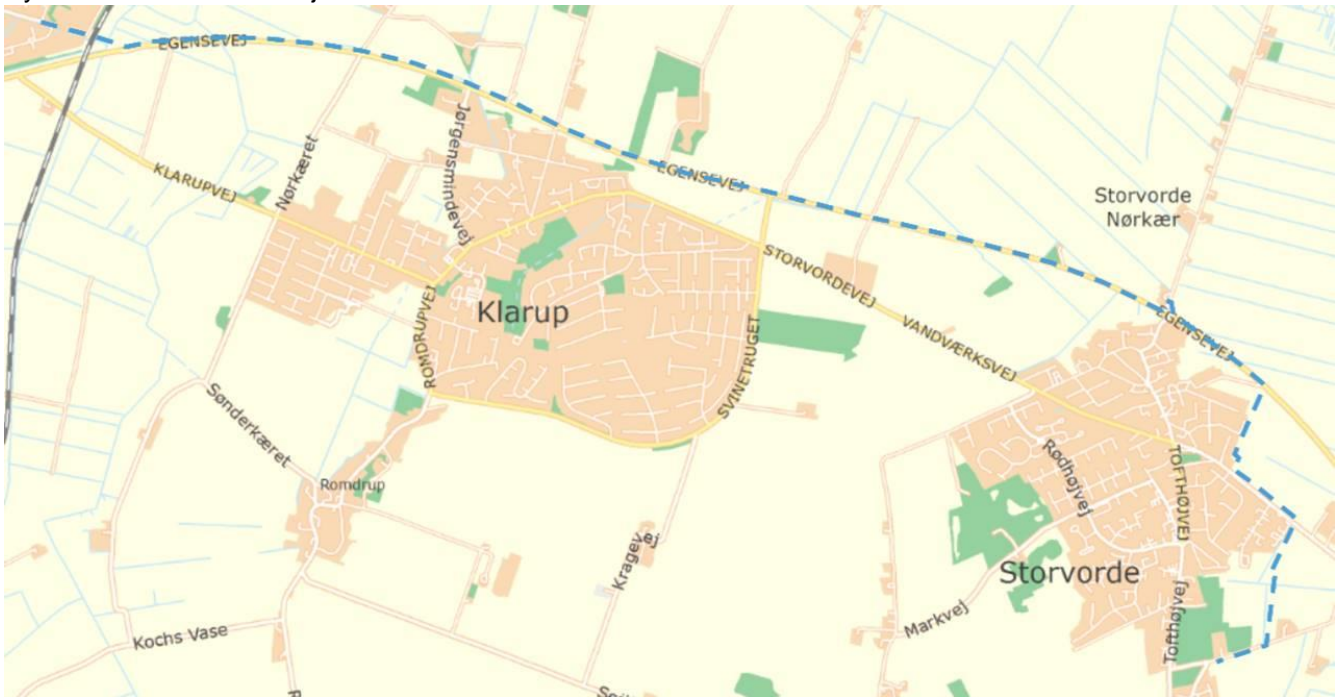 EGENSEVEJ
Jørgensmindevej
Nørkæret
KLARUPVEJ
EGENSEVEJ
Storvorde
Nørkær
STORVORDEVEJ
Klarup
EGENSEVEJ
ROMDRUPVEJ
VANDVÆRKSVEJ
SVINETRUGET
Sønderkæret
Rødhøjvej
TOFTHØJVEJ
Romdrup
Kragevej
Storvorde
Markvej
Tofthøjvej
Kochs Vase